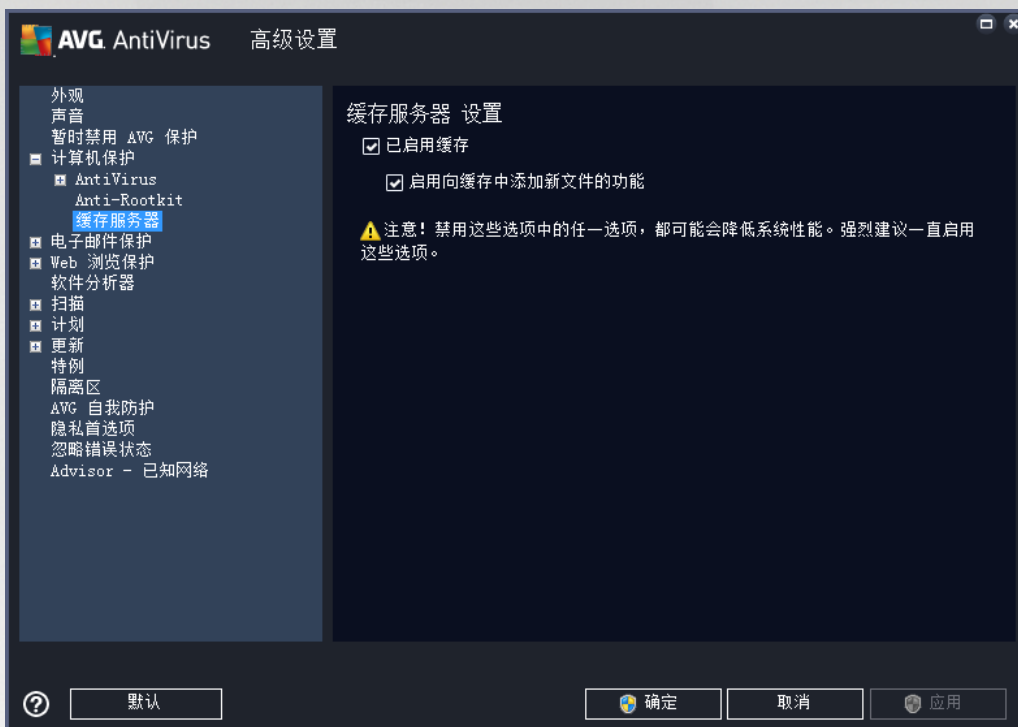 AVG. AntiVirus 高级设置
外观
声音
暂时禁用 AVG 保护
计算机保护
AntiVirus
Anti-Rootkit
缓存服务器
电子邮件保护
Web 浏览保护
软件分析器
扫描
计划
更新
特例
隔离区
AVG 自我防护
隐私首选项
忽略错误状态
Advisor - 已知网络
缓存服务器 设置
已启用缓存
启用向缓存中添加新文件的功能
注意！禁用这些选项中的任一选项，都可能会降低系统性能。强烈建议一直启用
这些选项。
默认
确定
取消
应用